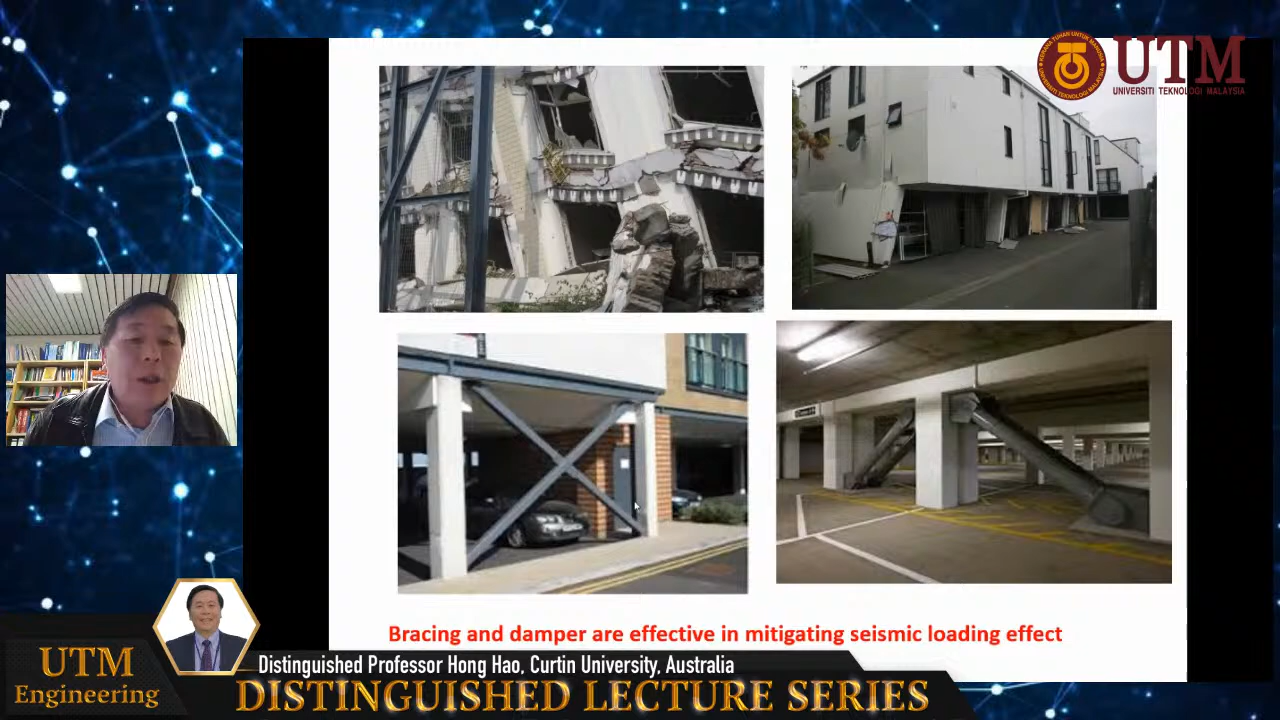 UTM
UNIVERSITI TEKNOLOGI MALAYSIA
Bracing and damper are effective in mitigating seismic loading effect
Distinguished Professor Hong Hao, Curtin University, Australia
UTM
Engineering
DISTINGUISHED LECTURE SERIES